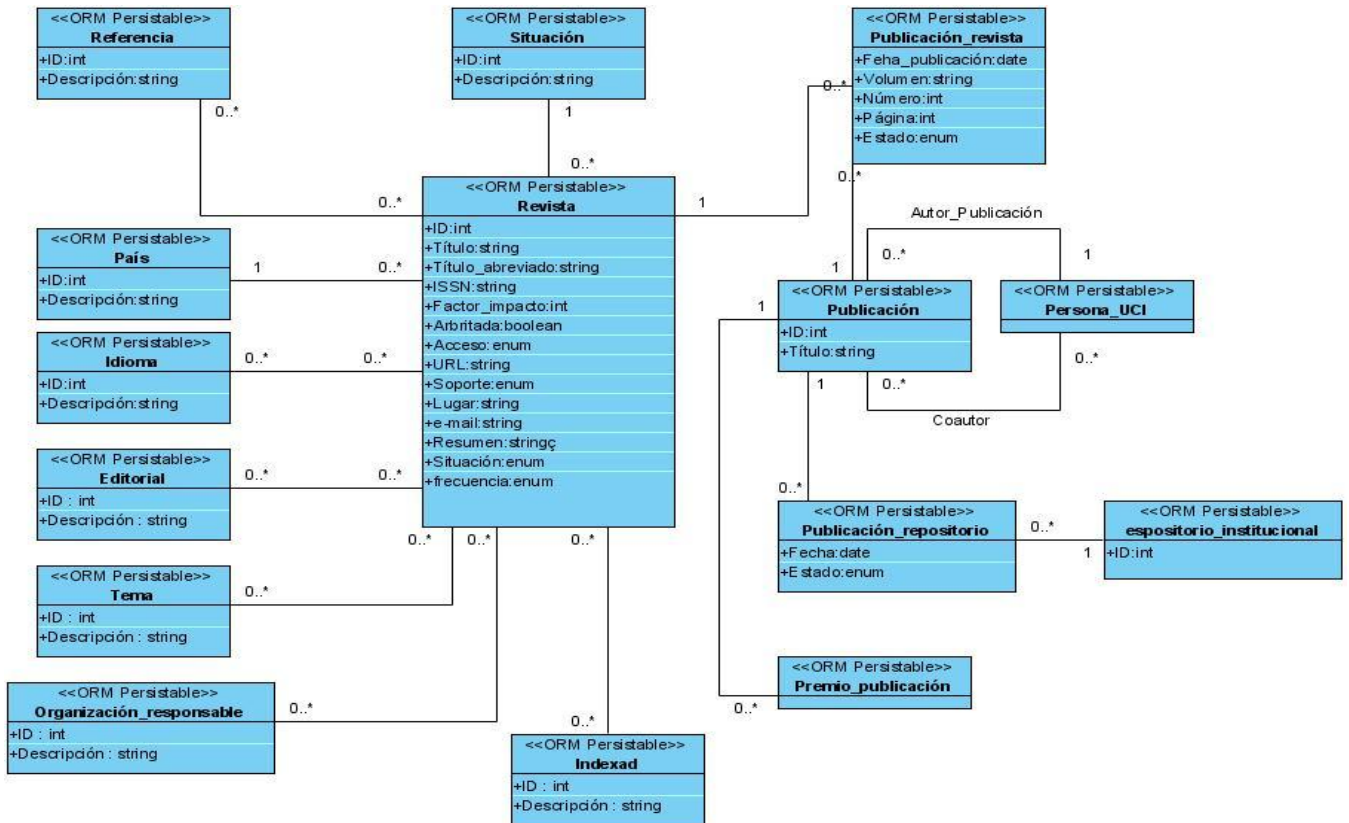 <<ORM Persistable>>
Referencia
+ID:int
+Descripción:string
0..*
<<ORM Persistable>>
Situación
+ID:int
+Descripción:string
1
0..*
<<ORM Persistable>>
Publicación_revista
+Feha_publicación:date
+Volumen:string
+Número:int
+Página:int
+Estado:enum
0..*
0..*
<<ORM Persistable>>
Revista
+ID:int
+Título:string
+Título_abreviado:string
+ISSN:string
+Factor_impacto:int
+Arbritada:boolean
+Acceso:enum
+URL:string
+Soporte:enum
+Lugar:string
+e-mail:string
+Resumen:stringç
+Situación:enum
+frecuencia:enum
0..*
1
<<ORM Persistable>>
País
+ID:int
+Descripción:string
1
0..*
<<ORM Persistable>>
Idioma
+ID:int
+Descripción:string
0..*
0..*
<<ORM Persistable>>
Editorial
+ID : int
+Descripción : string
0..*
0..*
<<ORM Persistable>>
Tema
+ID : int
+Descripción : string
0..*
0..*
0..*
0..*
<<ORM Persistable>>
Organización_responsable
+ID : int
+Descripción : string
0..*
0..*
<<ORM Persistable>>
Indexad
+ID : int
+Descripción : string
Autor_Publicación
0..*
1
1
<<ORM Persistable>>
Publicación
+ID:int
+Título:string
1
1
0..*
<<ORM Persistable>>
Persona_UCI
0..*
Coautor
0..*
<<ORM Persistable>>
Publicación_repositorio
+Fecha:date
+Estado:enum
0..*
1
<<ORM Persistable>>
espositorio_institucional
+ID:int
<<ORM Persistable>>
Premio_publicación
0..*